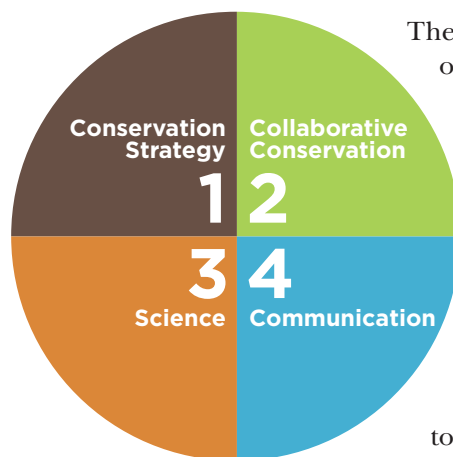 The
o
Conservation
Strategy
1
Collaborative
Conservation
2
3
Science
4
Communication
to